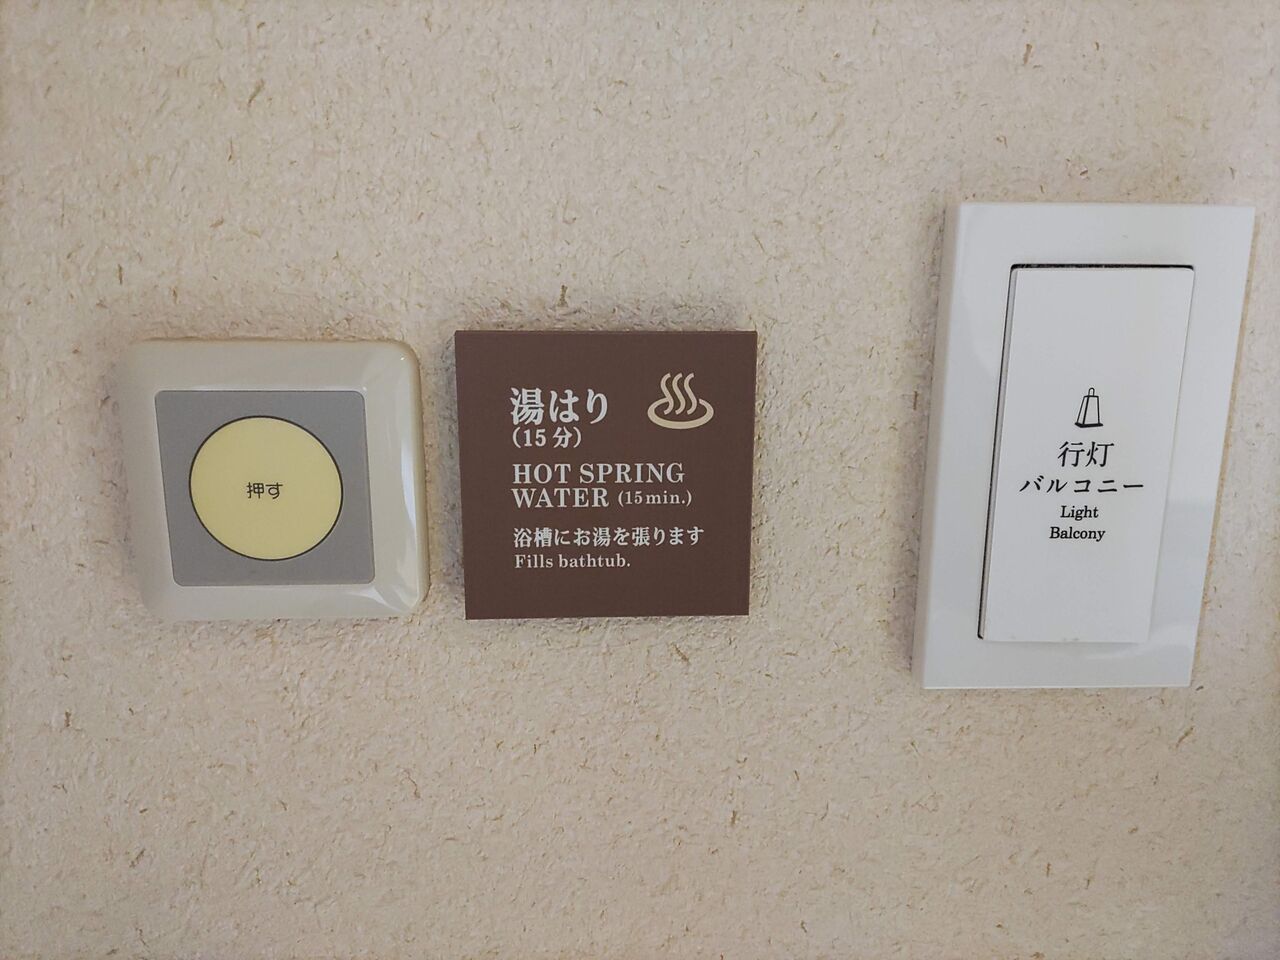 押す
湯はり
（15分）
HOT SPRING
WATER (15min.)
浴槽にお湯を張ります
Fills bathtub.
行灯
バルコニー
Light
Balcony